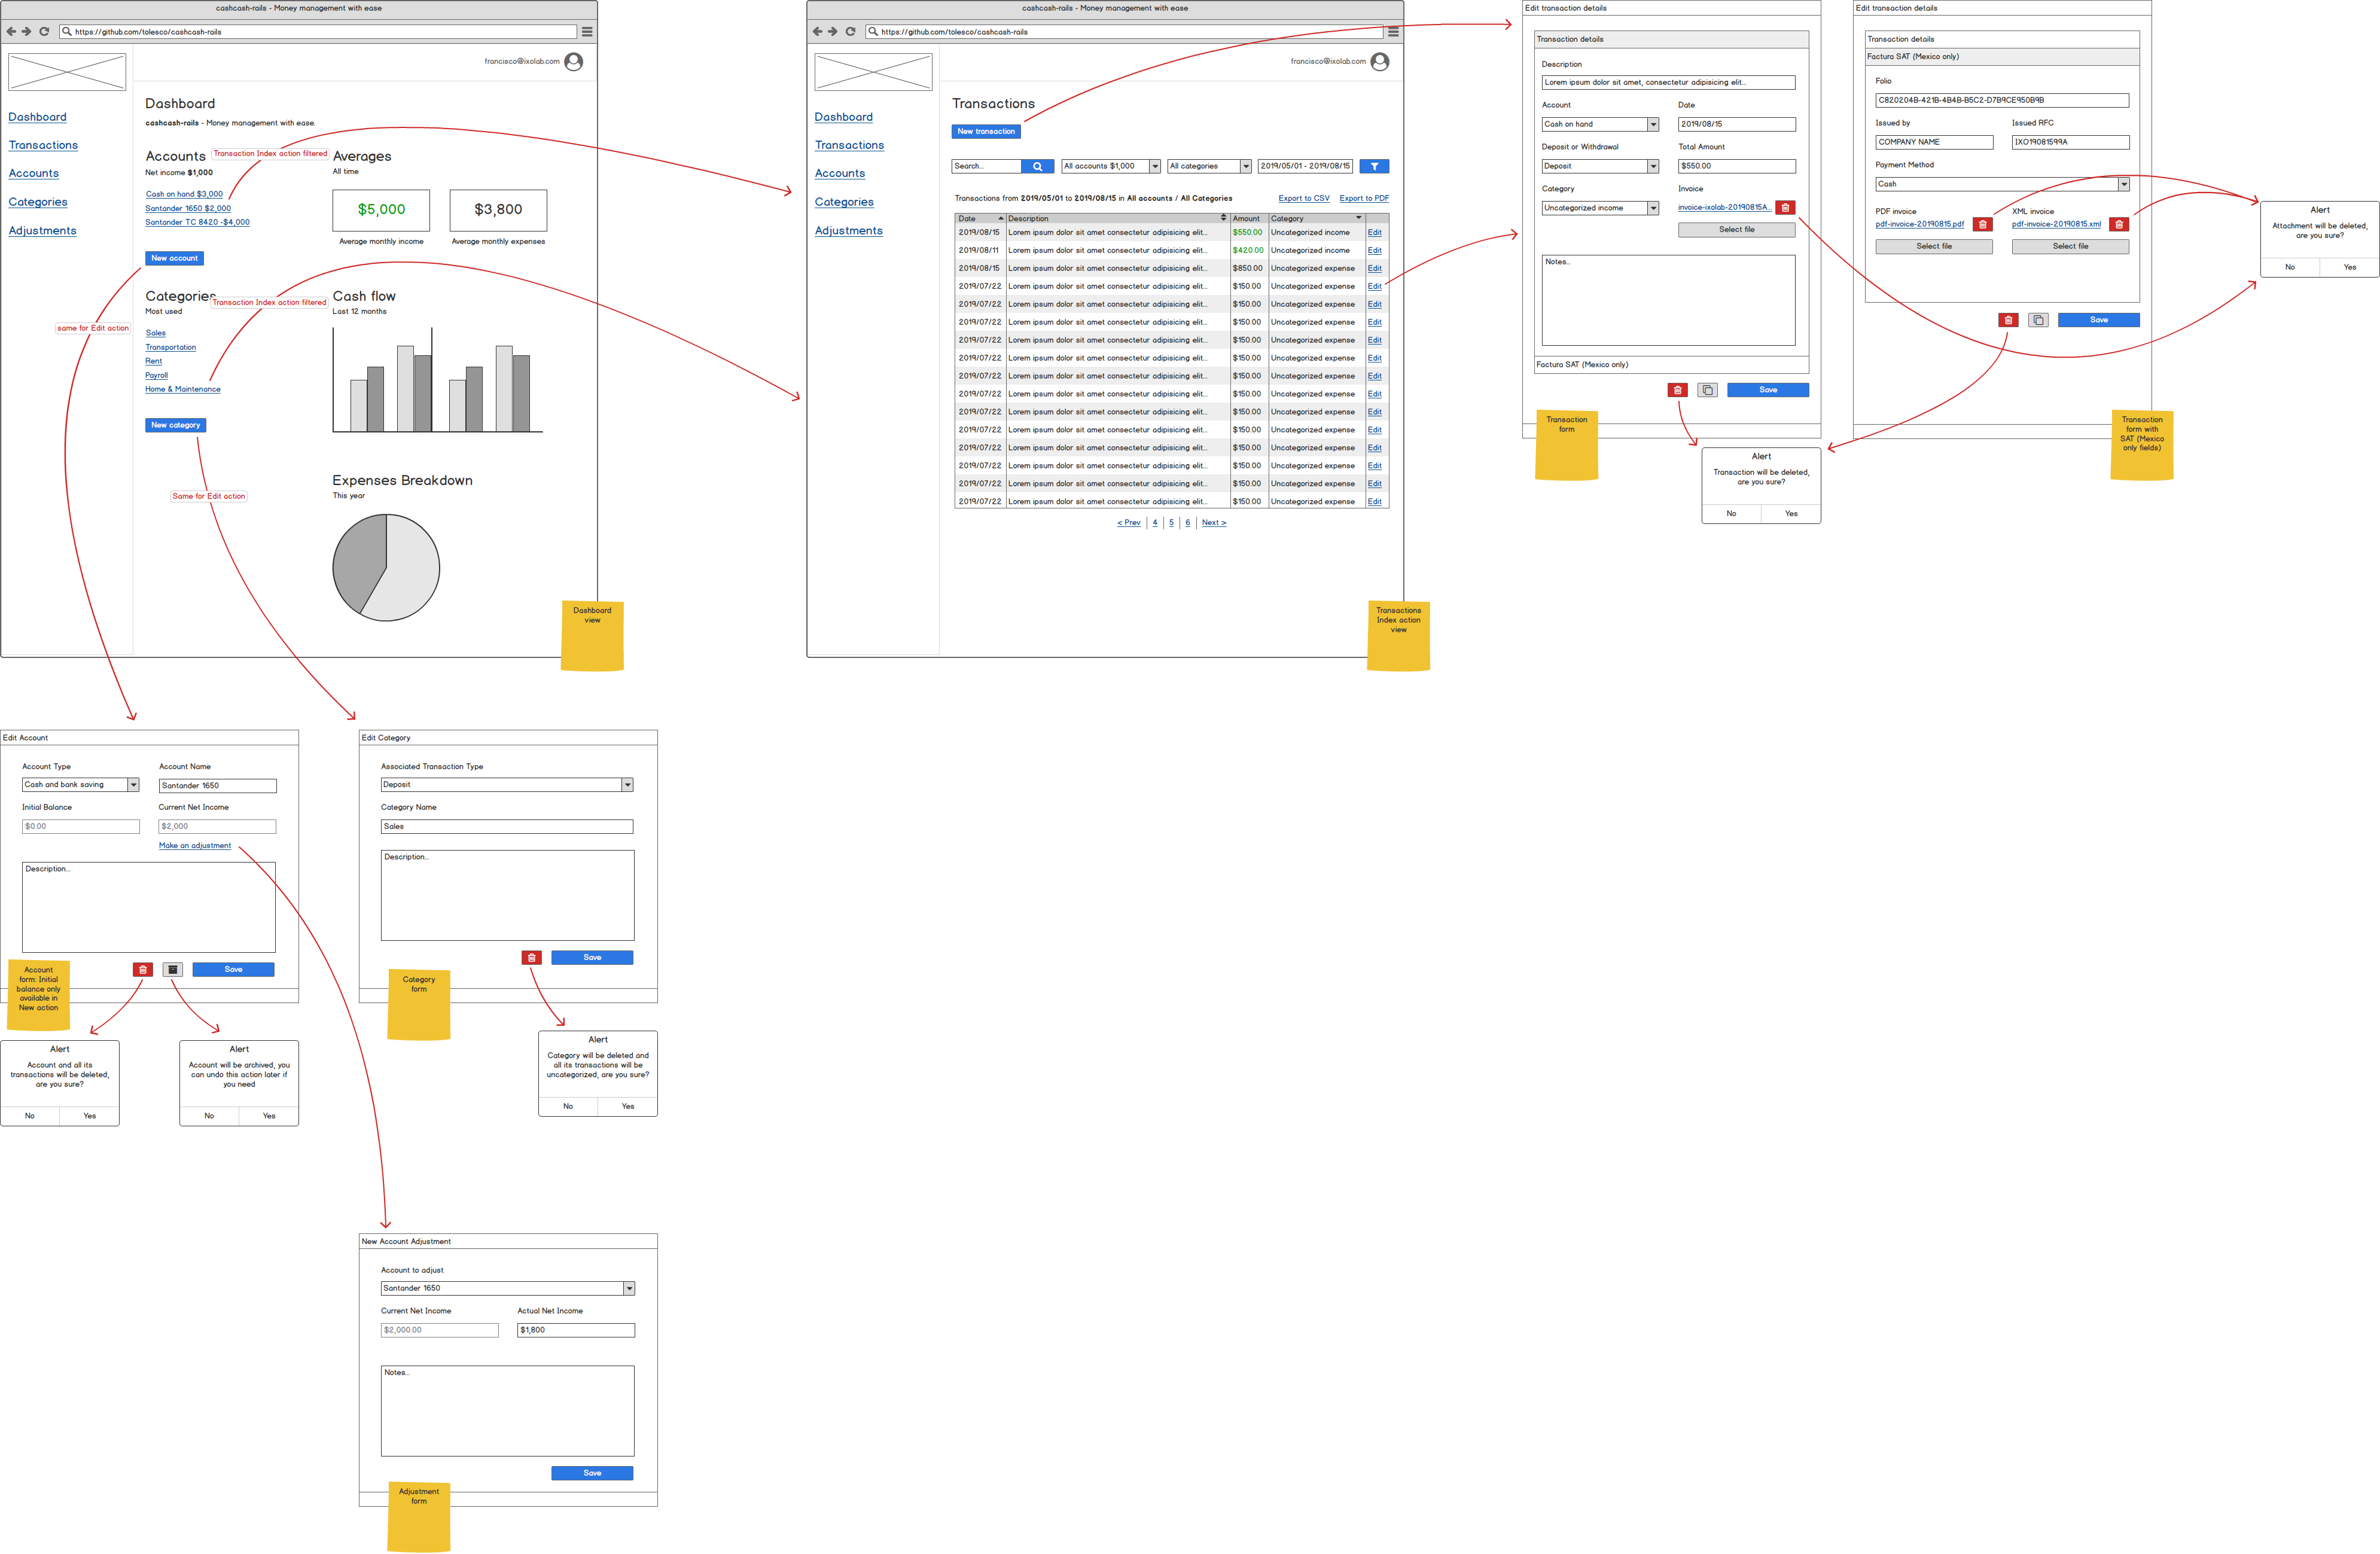 cashcash-rails - Money management with ease
https://github.com/tolesco/cashcash-rails
francisco@ixolab.com
Dashboard
Transactions
Accounts
Categories
Adjustments
Dashboard
cashcash-rails - Money management with ease.
Accounts
Net income $1,000
Transaction Index action filtered
Cash on hand $3,000
Santander 1650 $2,000
Santander TC 8420 -$4,000
New account
Averages
All time
$5,000
$3,800
Average monthly income
Average monthly expenses
Categories
Most used
Transaction Index action filtered
same for Edit action
Sales
Transportation
Rent
Payroll
Home & Maintenance
New category
Same for Edit action
Cash flow
Last 12 months
Expenses Breakdown
This year
Dashboard
view
cashcash-rails - Money management with ease
https://github.com/tolesco/cashcash-rails
francisco@ixolab.com
Dashboard
Transactions
Accounts
Categories
Adjustments
Transactions
New transaction
Search... All accounts $1,000 All categories 2019/05/01 - 2019/08/15
Transactions from 2019/05/01 to 2019/08/15 in All accounts / All Categories Export to CSV Export to PDF
Date Description Amount Category
2019/08/15 Lorem ipsum dolor sit amet consectetur adipisicing elit... $550.00 Uncategorized income Edit
2019/08/11 Lorem ipsum dolor sit amet consectetur adipisicing elit... $420.00 Uncategorized income Edit
2019/08/15 Lorem ipsum dolor sit amet consectetur adipisicing elit... $850.00 Uncategorized expense Edit
2019/07/22 Lorem ipsum dolor sit amet consectetur adipisicing elit... $150.00 Uncategorized expense Edit
2019/07/22 Lorem ipsum dolor sit amet consectetur adipisicing elit... $150.00 Uncategorized expense Edit
2019/07/22 Lorem ipsum dolor sit amet consectetur adipisicing elit... $150.00 Uncategorized expense Edit
2019/07/22 Lorem ipsum dolor sit amet consectetur adipisicing elit... $150.00 Uncategorized expense Edit
2019/07/22 Lorem ipsum dolor sit amet consectetur adipisicing elit... $150.00 Uncategorized expense Edit
2019/07/22 Lorem ipsum dolor sit amet consectetur adipisicing elit... $150.00 Uncategorized expense Edit
2019/07/22 Lorem ipsum dolor sit amet consectetur adipisicing elit... $150.00 Uncategorized expense Edit
2019/07/22 Lorem ipsum dolor sit amet consectetur adipisicing elit... $150.00 Uncategorized expense Edit
2019/07/22 Lorem ipsum dolor sit amet consectetur adipisicing elit... $150.00 Uncategorized expense Edit
2019/07/22 Lorem ipsum dolor sit amet consectetur adipisicing elit... $150.00 Uncategorized expense Edit
2019/07/22 Lorem ipsum dolor sit amet consectetur adipisicing elit... $150.00 Uncategorized expense Edit
2019/07/22 Lorem ipsum dolor sit amet consectetur adipisicing elit... $150.00 Uncategorized expense Edit
2019/07/22 Lorem ipsum dolor sit amet consectetur adipisicing elit... $150.00 Uncategorized expense Edit
< Prev 4 5 6 Next >
Transactions
Index action
view
Edit transaction details
Transaction details
Description
Lorem ipsum dolor sit amet, consectetur adipisicing elit...
Account Date
Cash on hand 2019/08/15
Deposit or Withdrawal Total Amount
Deposit $550.00
Category Invoice
Uncategorized income invoice-ixolab-20190815A...
Select file
Notes...
Factura SAT (Mexico only)
Save
Transaction
form
Alert
Transaction will be deleted,
are you sure?
No Yes
Edit transaction details
Transaction details
Factura SAT (Mexico only)
Folio
C820204B-421B-4B4B-B5C2-D7B9CE950B9B
Issued by Issued RFC
COMPANY NAME IXO19081599A
Payment Method
Cash
PDF invoice XML invoice
pdf-invoice-20190815.pdf pdf-invoice-20190815.xml
Select file Select file
Save
Transaction
form with
SAT (Mexico
only fields)
Alert
Attachment will be deleted,
are you sure?
No Yes
Edit Account
Account Type Account Name
Cash and bank saving Santander 1650
Initial Balance Current Net Income
$0.00 $2,000
Make an adjustment
Description...
Save
Account
form: Initial
balance only
available in
New action
Alert
Account and all its
transactions will be deleted,
are you sure?
No Yes
Alert
Account will be archived, you
can undo this action later if
you need
No Yes
Edit Category
Associated Transaction Type
Deposit
Category Name
Sales
Description...
Save
Category
form
Alert
Category will be deleted and
all its transactions will be
uncategorized, are you sure?
No Yes
New Account Adjustment
Account to adjust
Santander 1650
Current Net Income Actual Net Income
$2,000.00 $1,800
Notes...
Save
Adjustment
form